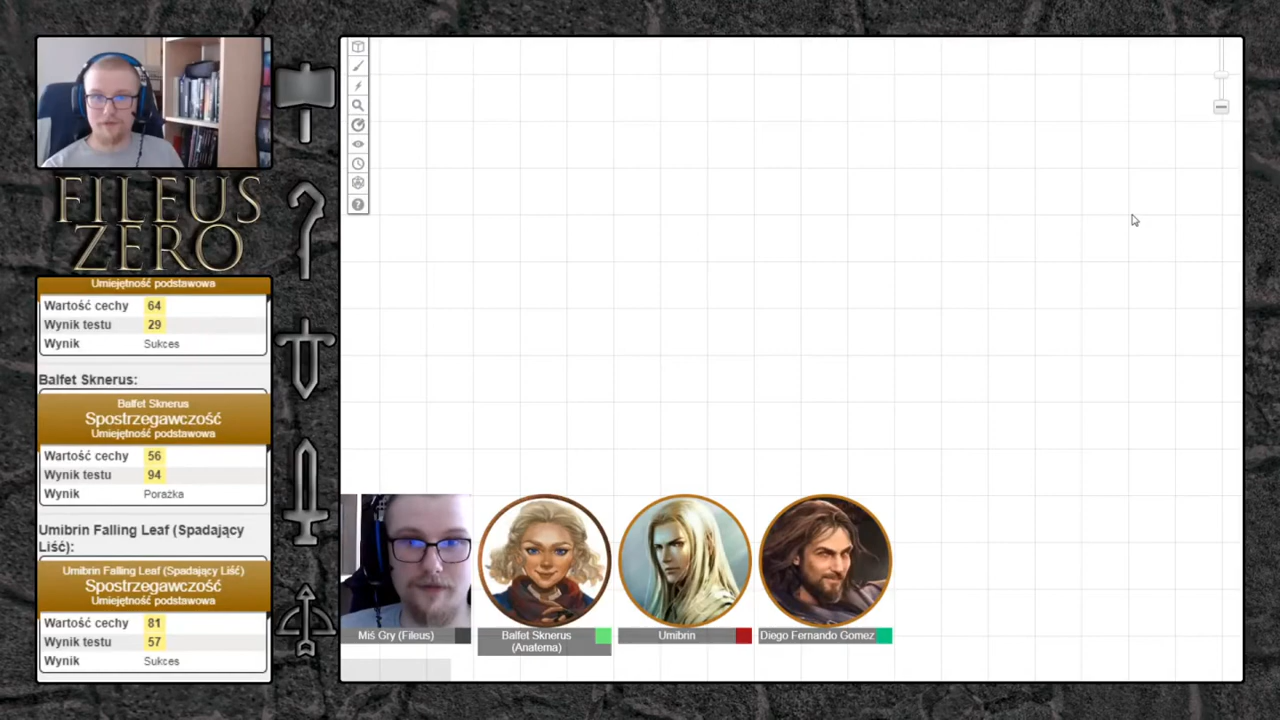 FILEUS
ZERO
Umiejętność podstawowa
Wartość cechy 64
Wynik testu 29
Wynik Sukces
Balfet Sknerus:
Balfet Sknerus
Spostrzegawczość
Umiejętność podstawowa
Wartość cechy 56
Wynik testu 94
Wynik Porażka
Umibrin Falling Leaf (Spadający
Liść):
Umibrin Falling Leaf (Spadający Liść)
Spostrzegawczość
Umiejętność podstawowa
Wartość cechy 81
Wynik testu 57
Wynik Sukces
Miś Gry (Fileus)
Balfet Sknerus
(Anatema)
Umibrin
Diego Fernando Gomez